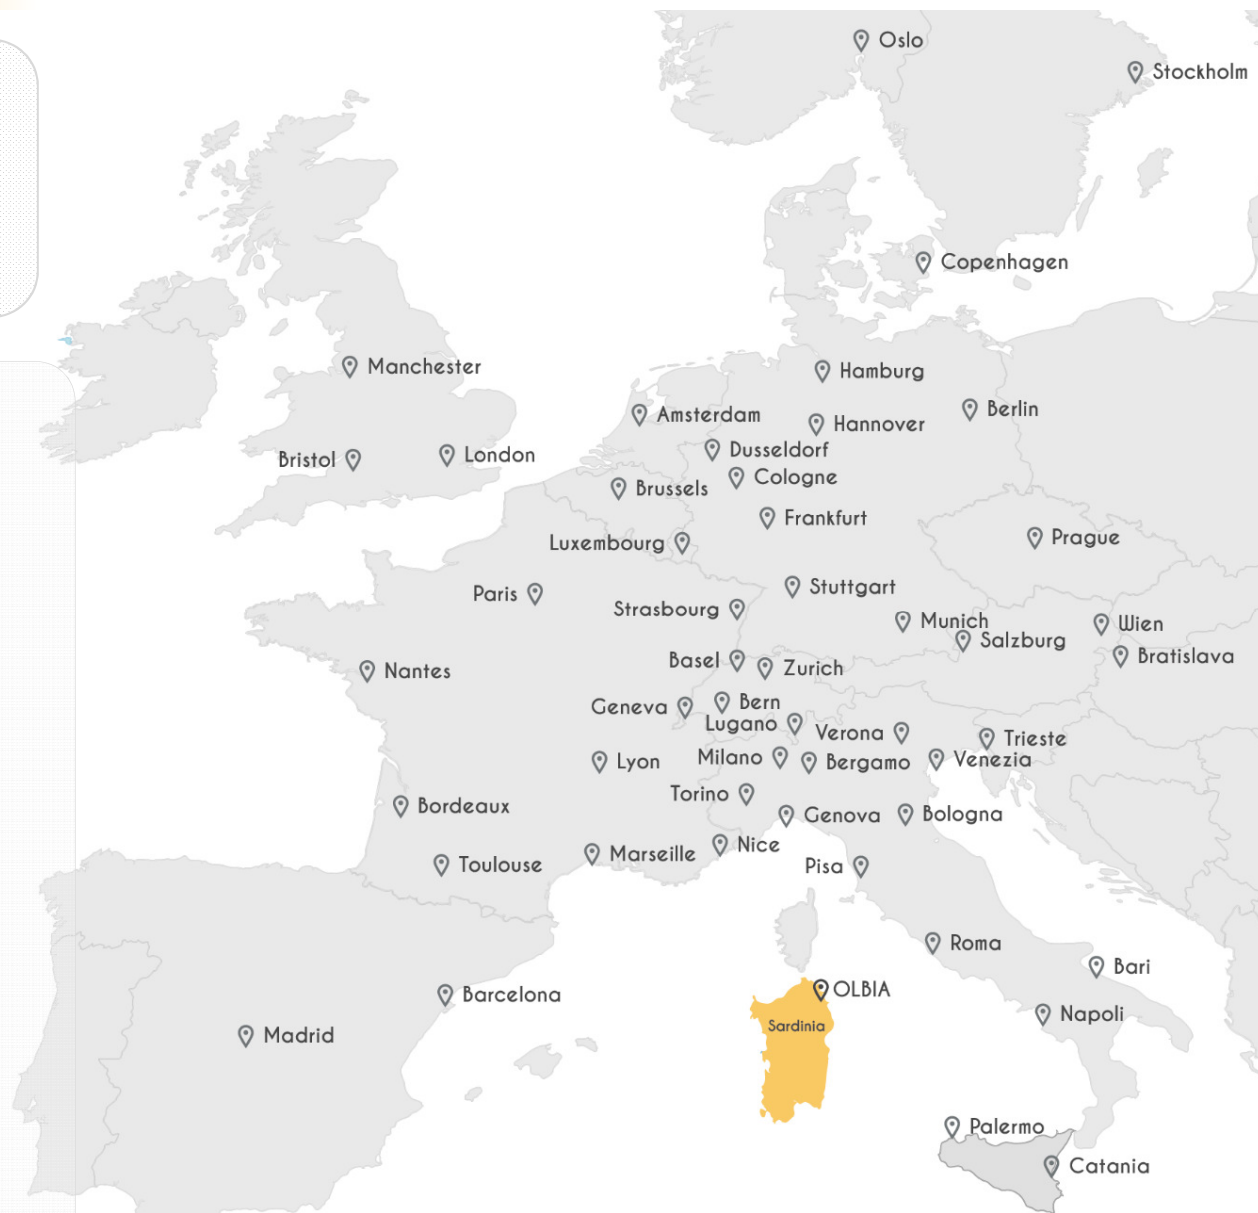 Oslo
Stockholm
Copenhagen
Manchester
Hamburg
Amsterdam
Berlin
Hannover
Bristol
London
Dusseldorf
Cologne
Brussels
Frankfurt
Luxembourg
Prague
Paris
Stuttgart
Strasbourg
Munich
Wien
Salzburg
Bratislava
Basel
Zurich
Nantes
Geneva
Bern
Lugano
Verona
Trieste
Lyon
Milano
Bergamo
Venezia
Torino
Bordeaux
Genova
Bologna
Toulouse
Marseille
Nice
Pisa
Roma
Bari
Barcelona
OLBIA
Napoli
Sardinia
Madrid
Palermo
Catania